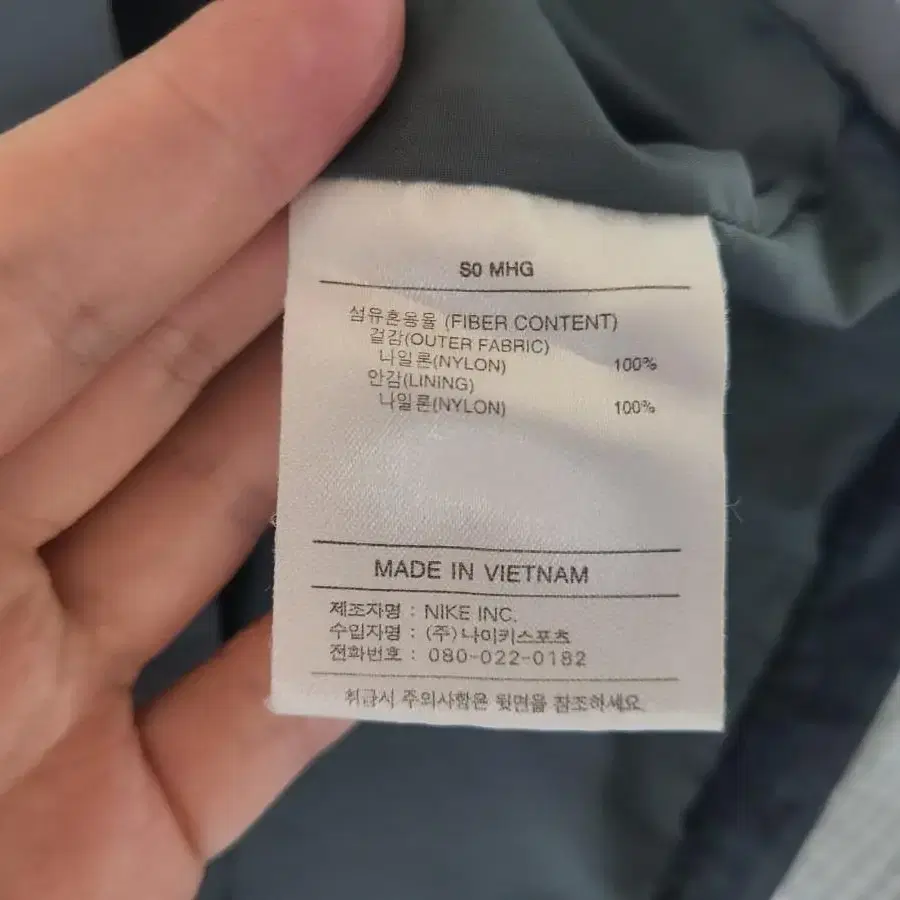 S0 MHG
섬유혼용율 (FIBER CONTENT)
겉감(OUTER FABRIC)
나일론(NYLON) 100%
안감(LINING)
나일론(NYLON) 100%
MADE IN VIETNAM
제조자명 : NIKE INC.
수입자명 : (주)나이키스포츠
전화번호 : 080-022-0182
취급시 주의사항은 뒷면을 참조하세요.